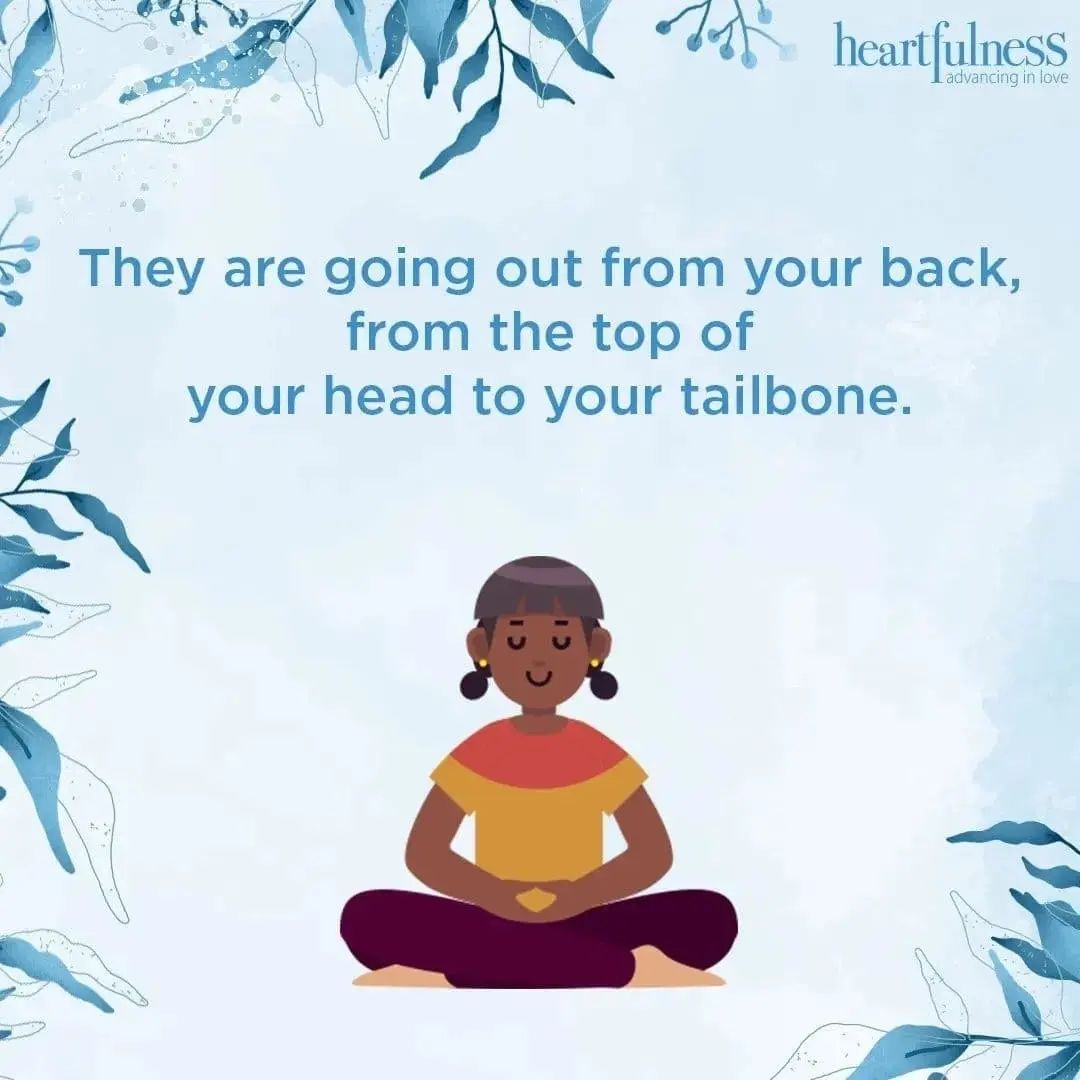 heartfulness
advancing in love
They are going out from your back,
from the top of
your head to your tailbone.